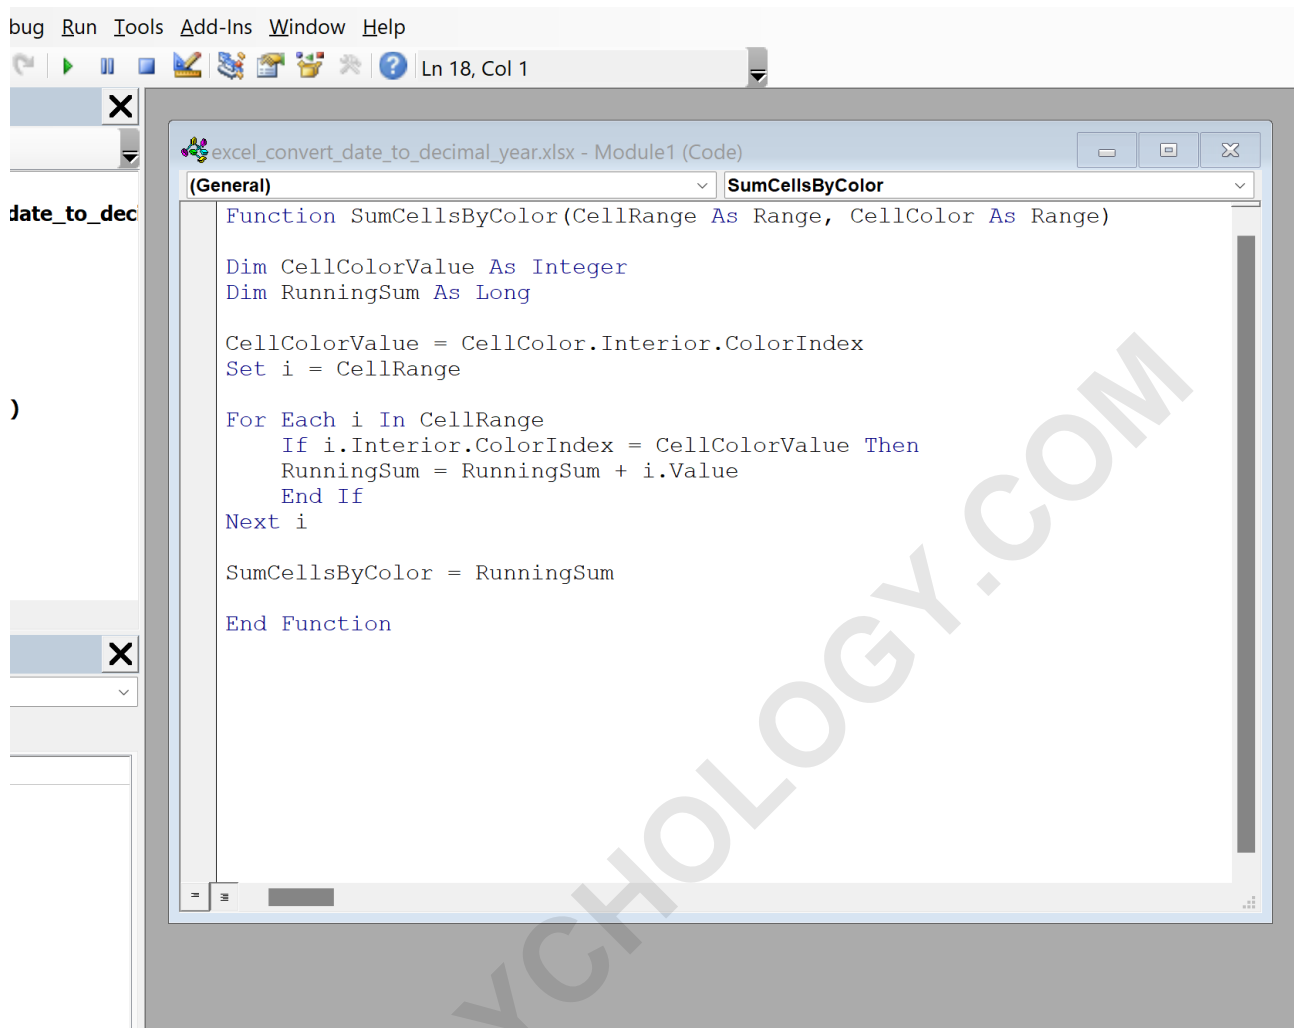 bug Run Tools Add-Ins Window Help
Ln 18, Col 1
date_to_dec
)
excel_convert_date_to_decimal_year.xlsx - Module1 (Code)
(General) SumCellsByColor
Function SumCellsByColor(CellRange As Range, CellColor As Range)
Dim CellColorValue As Integer
Dim RunningSum As Long
CellColorValue = CellColor.Interior.ColorIndex
Set i = CellRange
For Each i In CellRange
If i.Interior.ColorIndex = CellColorValue Then
RunningSum = RunningSum + i.Value
End If
Next i
SumCellsByColor = RunningSum
End Function
YCHOLOGY.COM